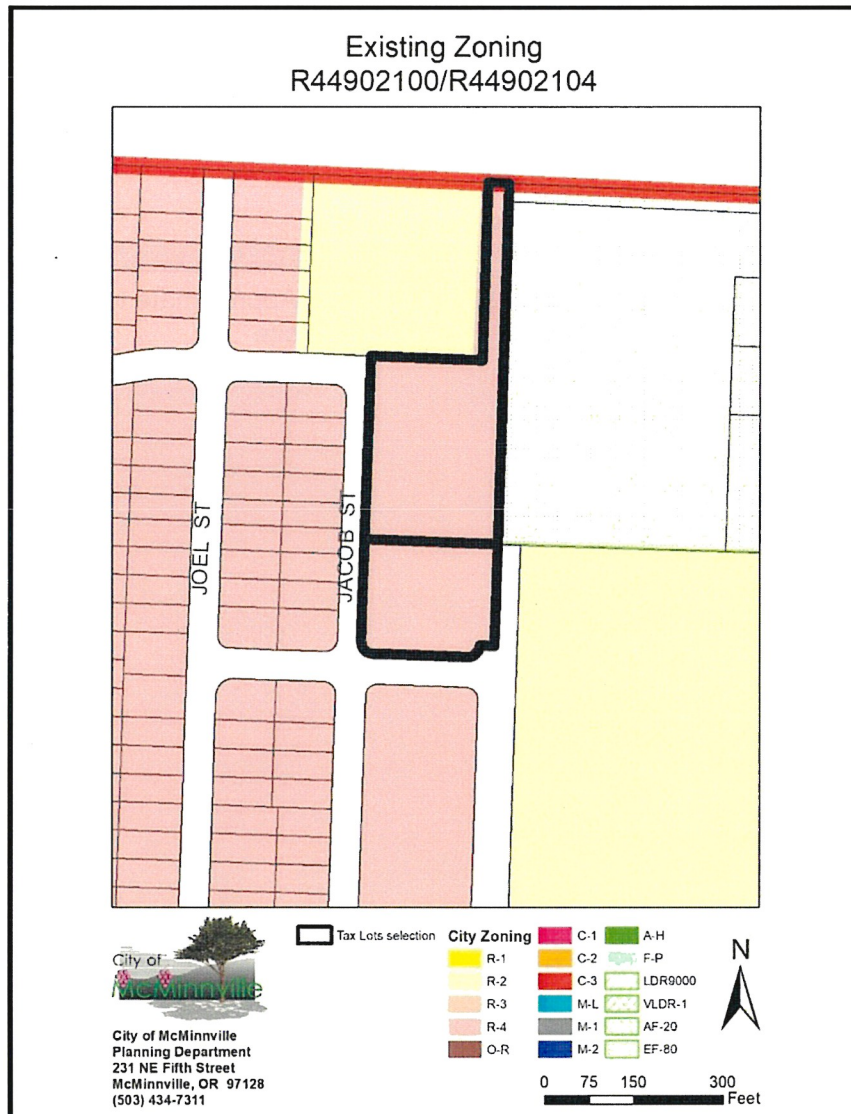 Existing Zoning
R44902100/R44902104
JOEL ST
JACOB ST
City of
McMinnville
City of McMinnville
Planning Department
231 NE Fifth Street
McMinnville, OR 97128
(503) 434-7311
Tax Lots selection
City Zoning
R-1
R-2
R-3
R-4
O-R
C-1
C-2
C-3
M-L
M-1
M-2
A-H
F-P
LDR9000
VLDR-1
AF-20
EF-80
N
0 75 150 300
Feet